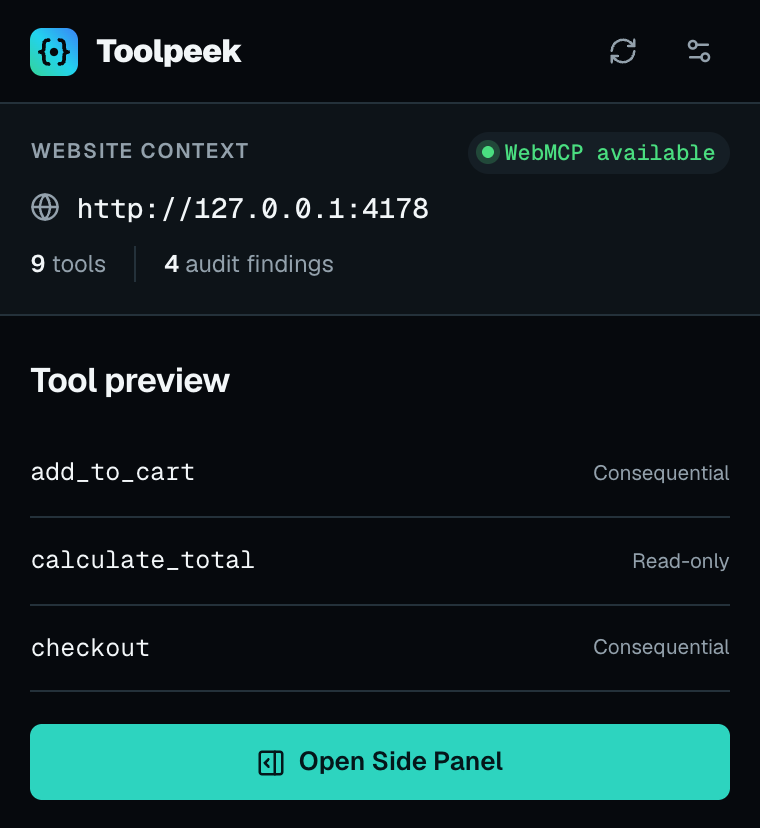 Toolpeek
WEBSITE CONTEXT
WebMCP available
http://127.0.0.1:4178
9 tools
4 audit findings
Tool preview
add_to_cart
Consequential
calculate_total
Read-only
checkout
Consequential
Open Side Panel